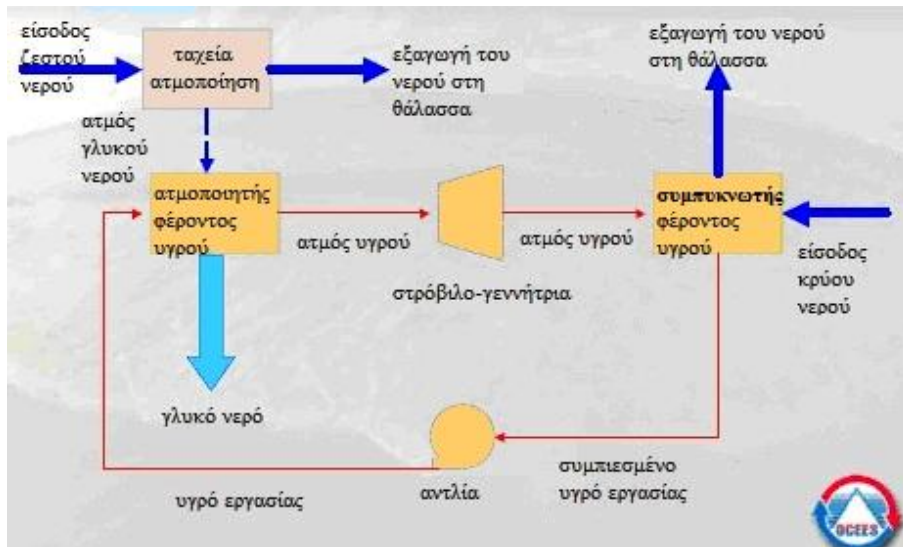 είσοδος
ζεστού
νερού
ταχεία
ατμοποίηση
εξαγωγή του
νερού στη
θάλασσα
εξαγωγή του νερού
στη θάλασσα
ατμός
γλυκού
νερού
ατμοποιητής
φέροντος
υγρού
ατμός υγρού
ατμός υγρού
συμπυκνωτής
φέροντος
υγρού
είσοδος
κρύου
νερού
στρόβιλο-γεννήτρια
γλυκό νερό
υγρό εργασίας
αντλία
συμπιεσμένο
υγρό εργασίας
OCEES